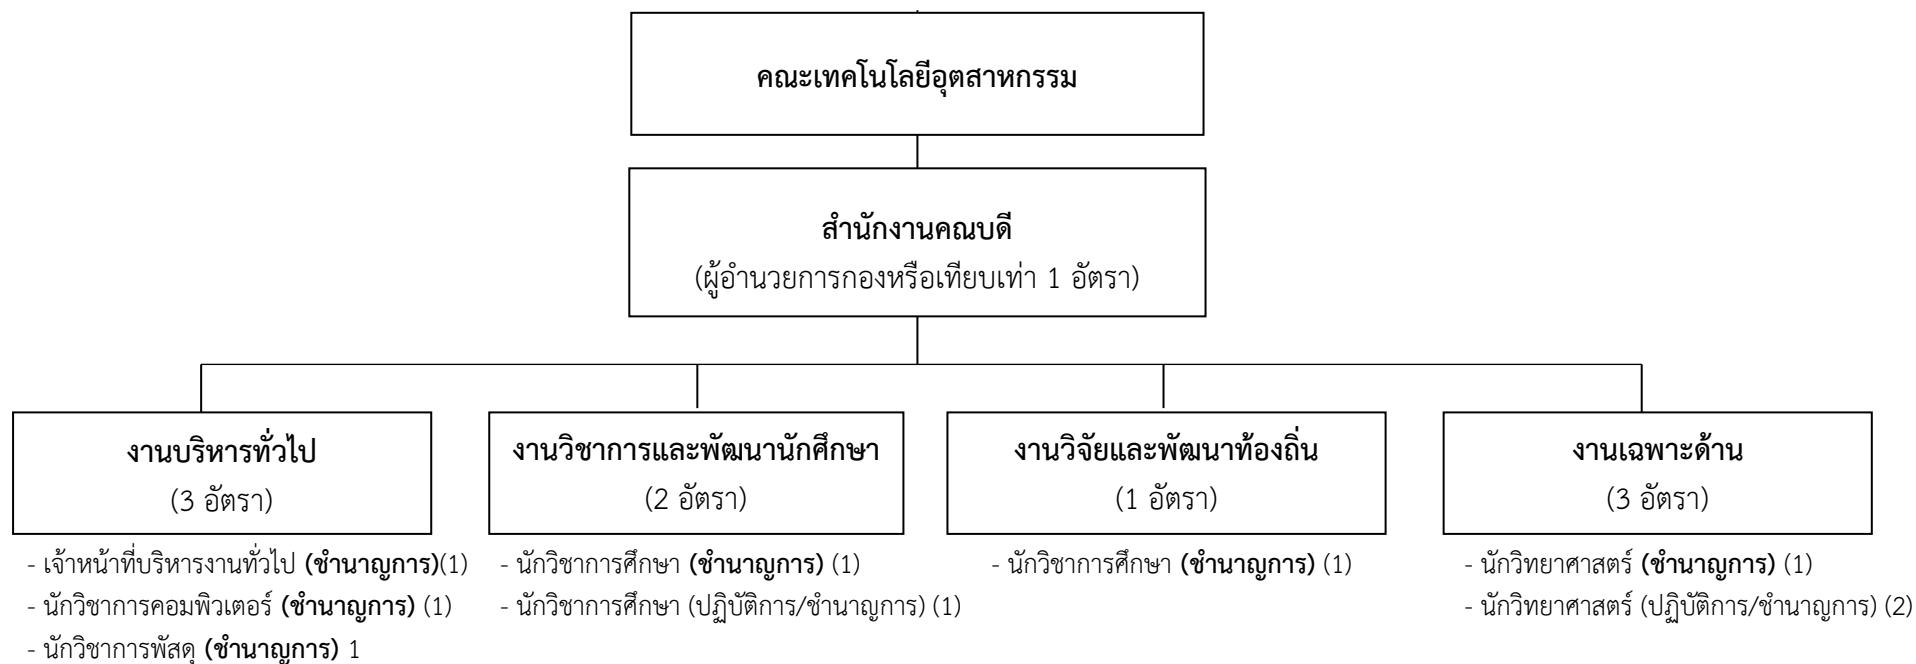 คณะเทคโนโลยีอุตสาหกรรม
สำนักงานคณบดี
(ผู้อำนวยการกองหรือเทียบเท่า 1 อัตรา)
งานบริหารทั่วไป
(3 อัตรา)
- เจ้าหน้าที่บริหารงานทั่วไป (ชำนาญการ)(1)
- นักวิชาการคอมพิวเตอร์ (ชำนาญการ) (1)
- นักวิชาการพัสดุ (ชำนาญการ) 1
งานวิชาการและพัฒนานักศึกษา
(2 อัตรา)
- นักวิชาการศึกษา (ชำนาญการ) (1)
- นักวิชาการศึกษา (ปฏิบัติการ/ชำนาญการ) (1)
งานวิจัยและพัฒนาท้องถิ่น
(1 อัตรา)
- นักวิชาการศึกษา (ชำนาญการ) (1)
งานเฉพาะด้าน
(3 อัตรา)
- นักวิทยาศาสตร์ (ชำนาญการ) (1)
- นักวิทยาศาสตร์ (ปฏิบัติการ/ชำนาญการ) (2)